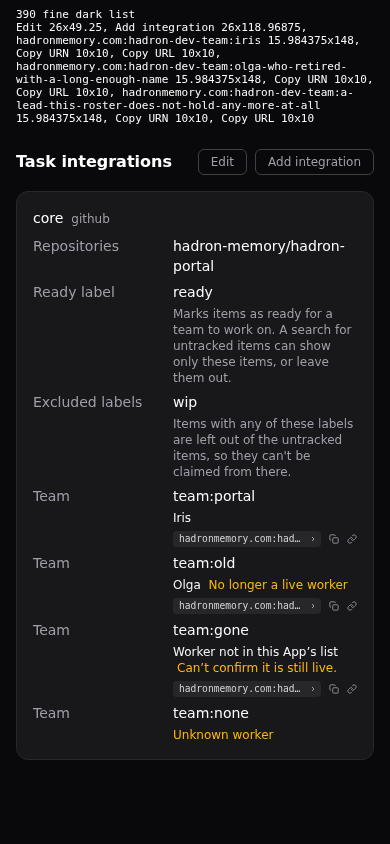 390 fine dark list
Edit 26x49.25, Add integration 26x118.96875,
hadronmemory.com:hadron-dev-team:iris 15.984375x148,
Copy URN 10x10, Copy URL 10x10,
hadronmemory.com:hadron-dev-team:olga-who-retired-
with-a-long-enough-name 15.984375x148, Copy URN 10x10,
Copy URL 10x10, hadronmemory.com:hadron-dev-team:a-
lead-this-roster-does-not-hold-any-more-at-all
15.984375x148, Copy URN 10x10, Copy URL 10x10
Task integrations Edit Add integration
core github
Repositories hadron-memory/hadron-
portal
Ready label ready
Marks items as ready for a
team to work on. A search for
untracked items can show
only these items, or leave
them out.
Excluded labels wip
Items with any of these labels
are left out of the untracked
items, so they can't be
claimed from there.
Team team:portal
Iris
hadronmemory.com:had… ›
Team team:old
Olga No longer a live worker
hadronmemory.com:had… ›
Team team:gone
Worker not in this App’s list
Can’t confirm it is still live.
hadronmemory.com:had… ›
Team team:none
Unknown worker